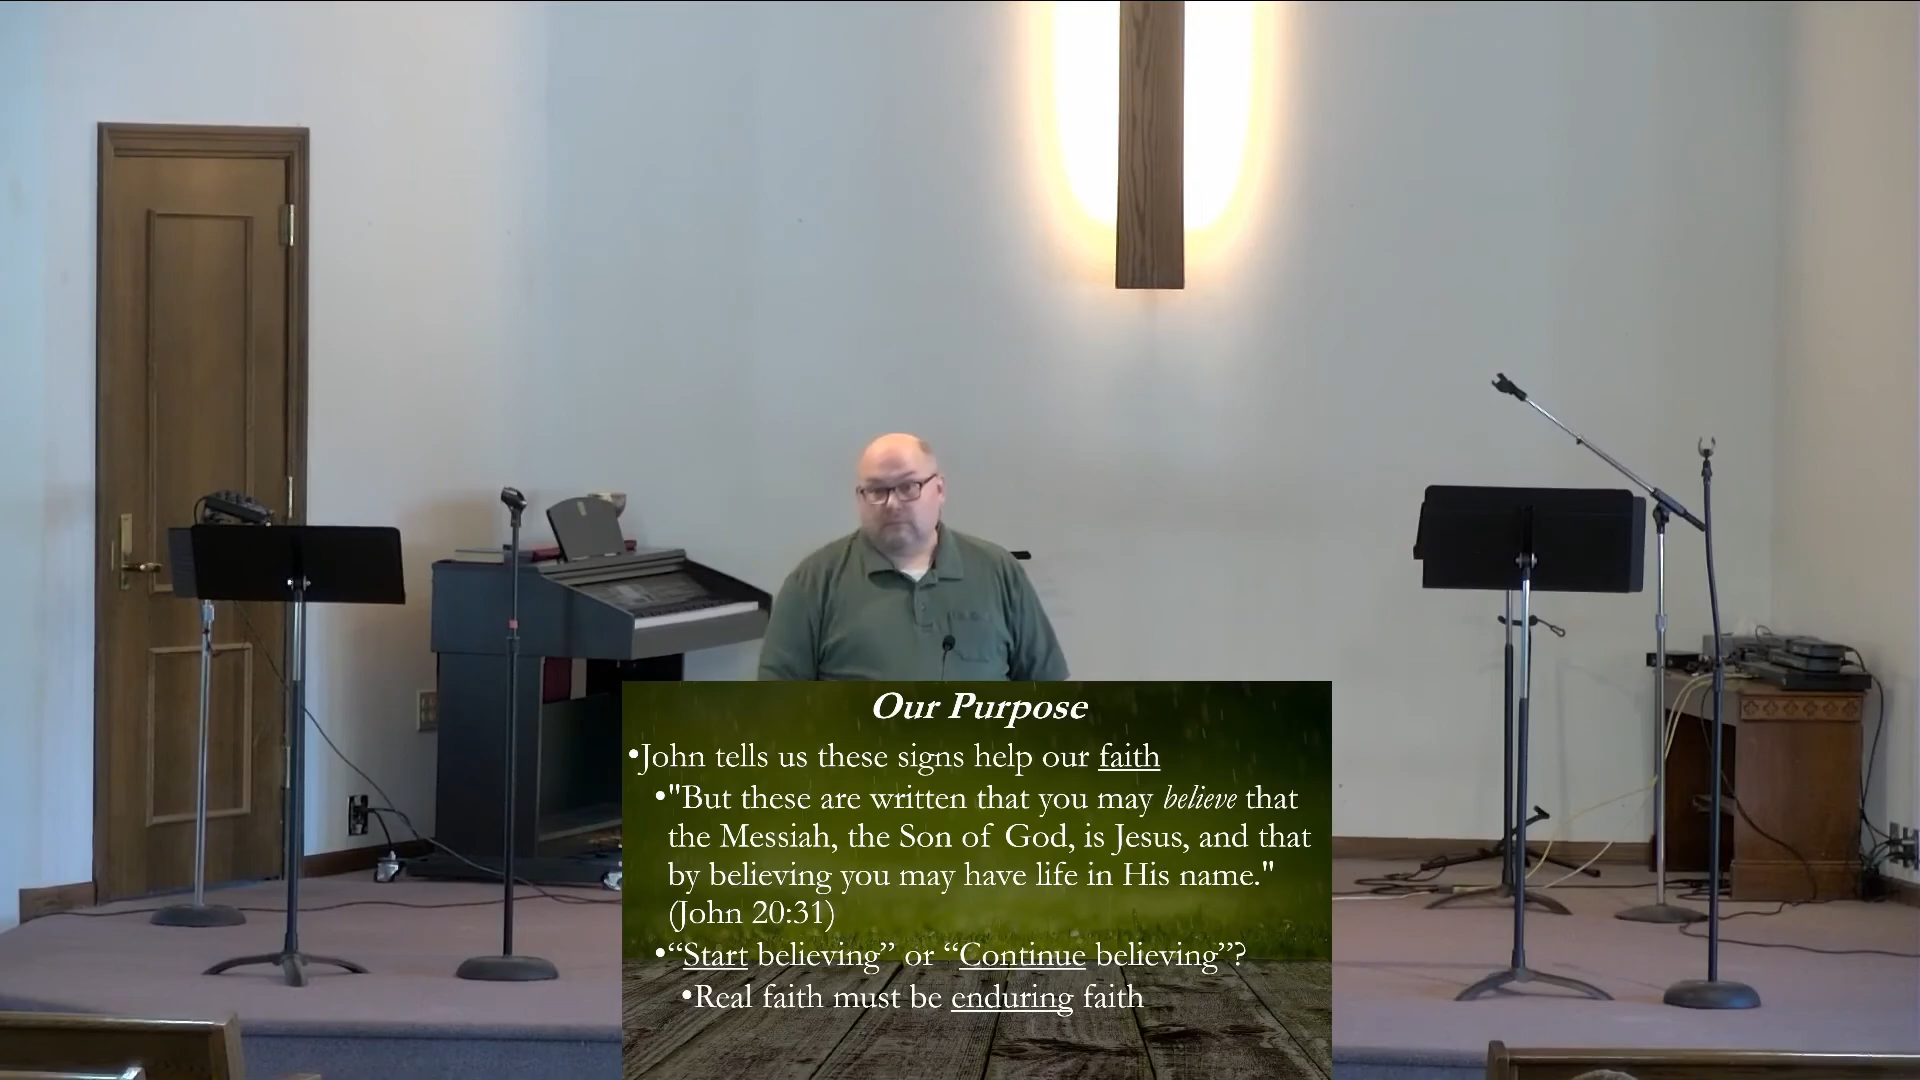 Our Purpose
•John tells us these signs help our faith
•"But these are written that you may believe that
the Messiah, the Son of God, is Jesus, and that
by believing you may have life in His name."
(John 20:31)
•“Start believing” or “Continue believing”?
•Real faith must be enduring faith